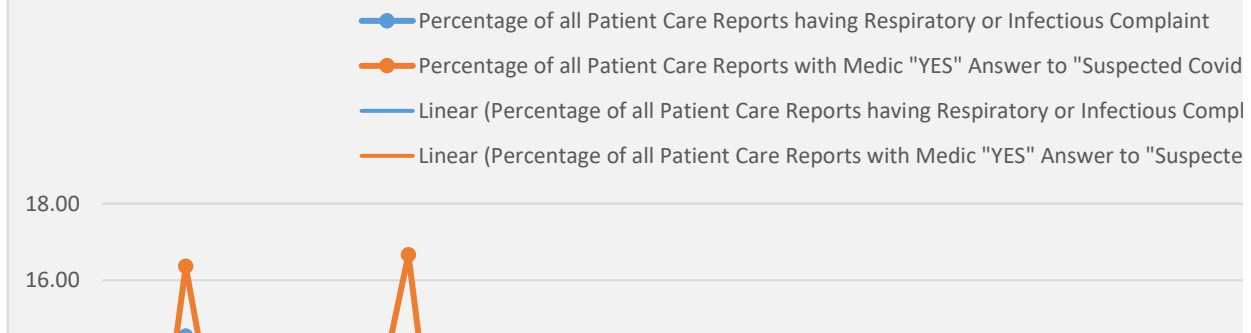 Percentage of all Patient Care Reports having Respiratory or Infectious Complaint
Percentage of all Patient Care Reports with Medic "YES" Answer to "Suspected Covid
Linear (Percentage of all Patient Care Reports having Respiratory or Infectious Compl
Linear (Percentage of all Patient Care Reports with Medic "YES" Answer to "Suspecte
18.00
16.00